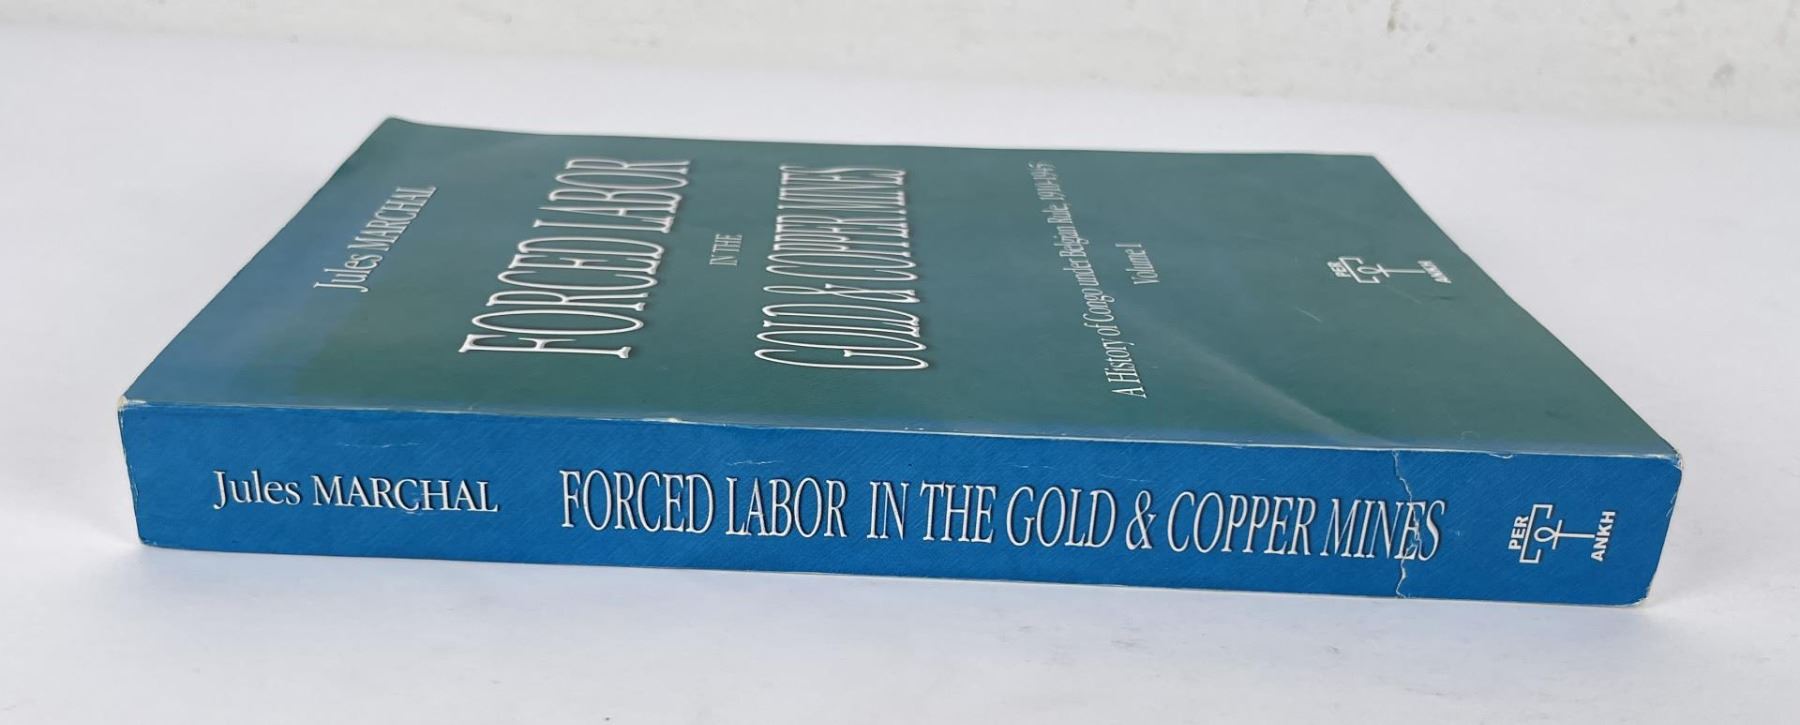 Jules MARCHAL
FORCED LABOR
IN THE
GOLD & COPPER MINES
A History of Congo under Belgian Rule, 1910-1945
Volume I
PER
ANKH
Jules MARCHAL FORCED LABOR IN THE GOLD & COPPER MINES
PER
ANKH